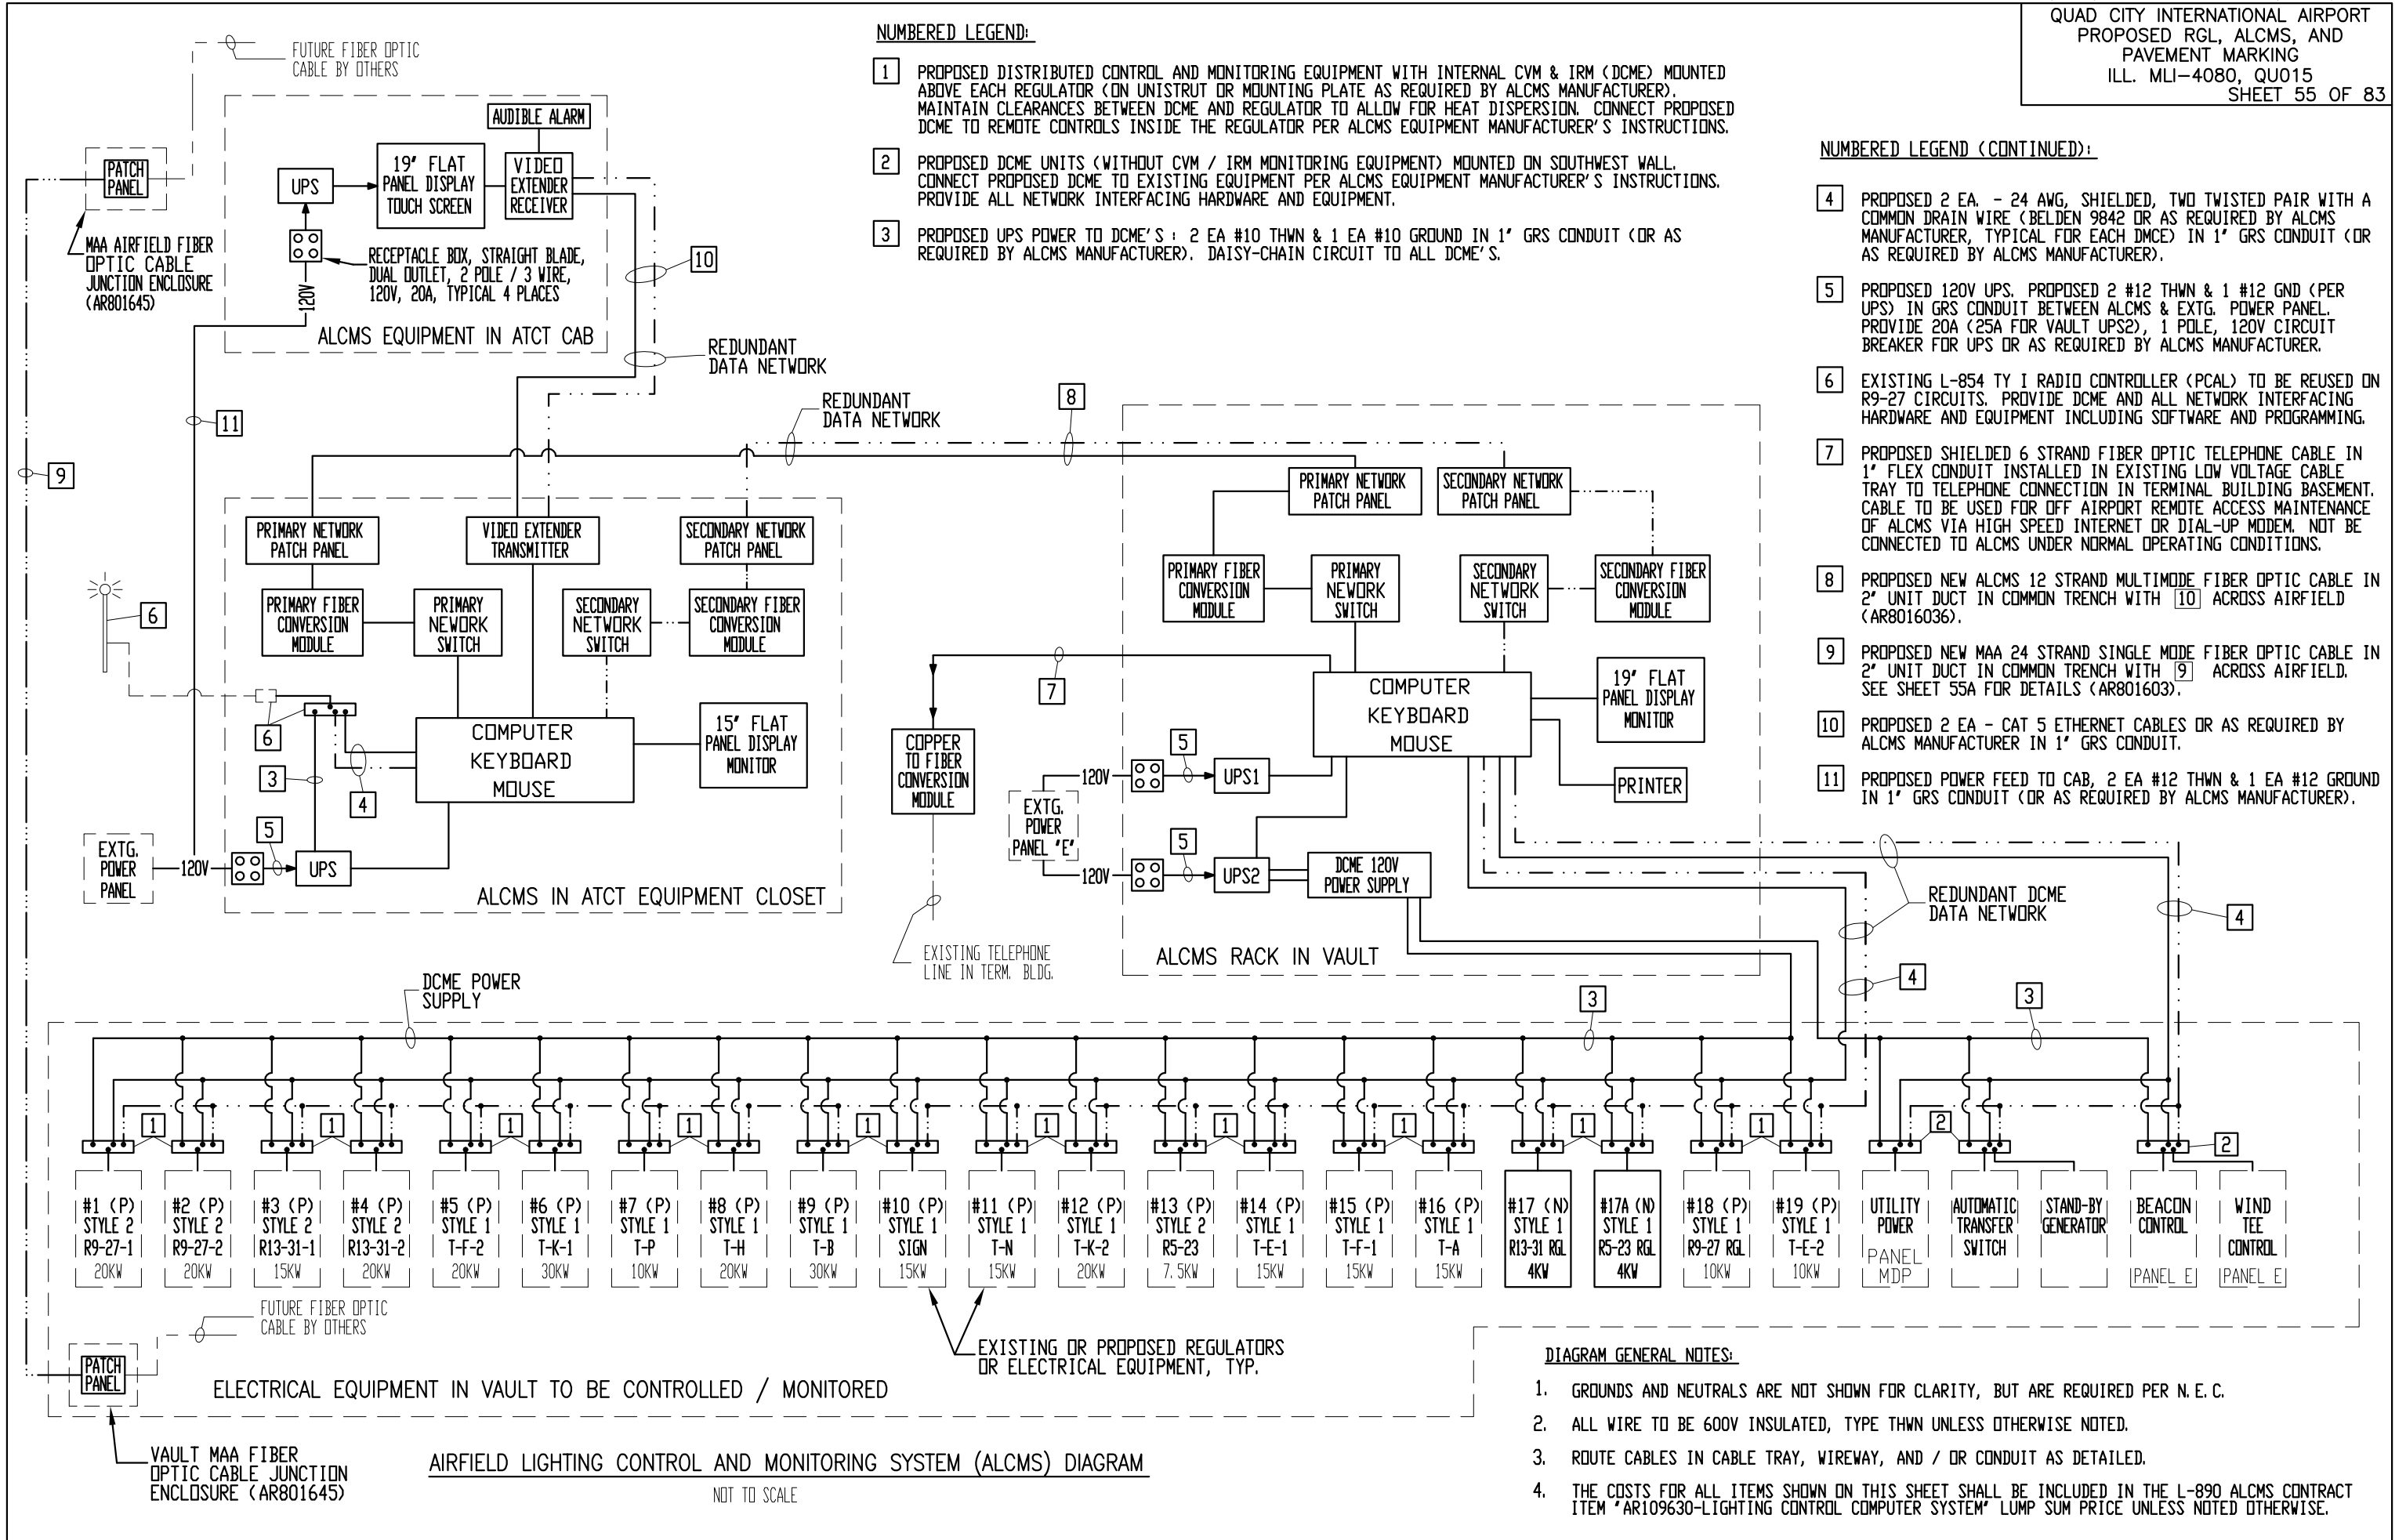 QUAD CITY INTERNATIONAL AIRPORT
PROPOSED RGL, ALCMS, AND
PAVEMENT MARKING
ILL. MLI-4080, QU015
SHEET 55 OF 83
NUMBERED LEGEND:
1 PROPOSED DISTRIBUTED CONTROL AND MONITORING EQUIPMENT WITH INTERNAL CVM & IRM (DCME) MOUNTED
ABOVE EACH REGULATOR (ON UNISTRUT OR MOUNTING PLATE AS REQUIRED BY ALCMS MANUFACTURER).
MAINTAIN CLEARANCES BETWEEN DCME AND REGULATOR TO ALLOW FOR HEAT DISPERSION. CONNECT PROPOSED
DCME TO REMOTE CONTROLS INSIDE THE REGULATOR PER ALCMS EQUIPMENT MANUFACTURER'S INSTRUCTIONS.
2 PROPOSED DCME UNITS (WITHOUT CVM / IRM MONITORING EQUIPMENT) MOUNTED ON SOUTHWEST WALL.
CONNECT PROPOSED DCME TO EXISTING EQUIPMENT PER ALCMS EQUIPMENT MANUFACTURER'S INSTRUCTIONS.
PROVIDE ALL NETWORK INTERFACING HARDWARE AND EQUIPMENT.
3 PROPOSED UPS POWER TO DCME'S : 2 EA #10 THWN & 1 EA #10 GROUND IN 1" GRS CONDUIT (OR AS
REQUIRED BY ALCMS MANUFACTURER). DAISY-CHAIN CIRCUIT TO ALL DCME'S.
NUMBERED LEGEND (CONTINUED):
4 PROPOSED 2 EA. - 24 AWG, SHIELDED, TWO TWISTED PAIR WITH A
COMMON DRAIN WIRE (BELDEN 9842 OR AS REQUIRED BY ALCMS
MANUFACTURER, TYPICAL FOR EACH DMCE) IN 1" GRS CONDUIT (OR
AS REQUIRED BY ALCMS MANUFACTURER).
5 PROPOSED 120V UPS. PROPOSED 2 #12 THWN & 1 #12 GND (PER
UPS) IN GRS CONDUIT BETWEEN ALCMS & EXTG. POWER PANEL.
PROVIDE 20A (25A FOR VAULT UPS2), 1 POLE, 120V CIRCUIT
BREAKER FOR UPS OR AS REQUIRED BY ALCMS MANUFACTURER.
6 EXISTING L-854 TY I RADIO CONTROLLER (PCAL) TO BE REUSED ON
R9-27 CIRCUITS. PROVIDE DCME AND ALL NETWORK INTERFACING
HARDWARE AND EQUIPMENT INCLUDING SOFTWARE AND PROGRAMMING.
7 PROPOSED SHIELDED 6 STRAND FIBER OPTIC TELEPHONE CABLE IN
1" FLEX CONDUIT INSTALLED IN EXISTING LOW VOLTAGE CABLE
TRAY TO TELEPHONE CONNECTION IN TERMINAL BUILDING BASEMENT.
CABLE TO BE USED FOR OFF AIRPORT REMOTE ACCESS MAINTENANCE
OF ALCMS VIA HIGH SPEED INTERNET OR DIAL-UP MODEM. NOT BE
CONNECTED TO ALCMS UNDER NORMAL OPERATING CONDITIONS.
8 PROPOSED NEW ALCMS 12 STRAND MULTIMODE FIBER OPTIC CABLE IN
2" UNIT DUCT IN COMMON TRENCH WITH 10 ACROSS AIRFIELD
(AR8016036).
9 PROPOSED NEW MAA 24 STRAND SINGLE MODE FIBER OPTIC CABLE IN
2" UNIT DUCT IN COMMON TRENCH WITH 9 ACROSS AIRFIELD.
SEE SHEET 55A FOR DETAILS (AR801603).
10 PROPOSED 2 EA - CAT 5 ETHERNET CABLES OR AS REQUIRED BY
ALCMS MANUFACTURER IN 1" GRS CONDUIT.
11 PROPOSED POWER FEED TO CAB, 2 EA #12 THWN & 1 EA #12 GROUND
IN 1" GRS CONDUIT (OR AS REQUIRED BY ALCMS MANUFACTURER).
FUTURE FIBER OPTIC
CABLE BY OTHERS
PATCH
PANEL
MAA AIRFIELD FIBER
OPTIC CABLE
JUNCTION ENCLOSURE
(AR801645)
AUDIBLE ALARM
UPS
19" FLAT
PANEL DISPLAY
TOUCH SCREEN
VIDEO
EXTENDER
RECEIVER
RECEPTACLE BOX, STRAIGHT BLADE,
DUAL OUTLET, 2 POLE / 3 WIRE,
120V, 20A, TYPICAL 4 PLACES
120V
ALCMS EQUIPMENT IN ATCT CAB
10
REDUNDANT
DATA NETWORK
REDUNDANT
DATA NETWORK
8
11
9
PRIMARY NETWORK
PATCH PANEL
VIDEO EXTENDER
TRANSMITTER
SECONDARY NETWORK
PATCH PANEL
PRIMARY FIBER
CONVERSION
MODULE
PRIMARY
NEWORK
SWITCH
SECONDARY
NETWORK
SWITCH
SECONDARY FIBER
CONVERSION
MODULE
6
6
3
4
COMPUTER
KEYBOARD
MOUSE
15" FLAT
PANEL DISPLAY
MONITOR
EXTG.
POWER
PANEL
120V
5
UPS
ALCMS IN ATCT EQUIPMENT CLOSET
PRIMARY NETWORK
PATCH PANEL
SECONDARY NETWORK
PATCH PANEL
PRIMARY FIBER
CONVERSION
MODULE
PRIMARY
NEWORK
SWITCH
SECONDARY
NETWORK
SWITCH
SECONDARY FIBER
CONVERSION
MODULE
7
COMPUTER
KEYBOARD
MOUSE
19" FLAT
PANEL DISPLAY
MONITOR
PRINTER
COPPER
TO FIBER
CONVERSION
MODULE
EXTG.
POWER
PANEL "E"
120V
5
UPS1
120V
5
UPS2
DCME 120V
POWER SUPPLY
EXISTING TELEPHONE
LINE IN TERM. BLDG.
ALCMS RACK IN VAULT
REDUNDANT DCME
DATA NETWORK
4
4
3
3
DCME POWER
SUPPLY
1 1 1 1 1 1 1 1 1 1 2 2
#1 (P)
STYLE 2
R9-27-1
20KW
#2 (P)
STYLE 2
R9-27-2
20KW
#3 (P)
STYLE 2
R13-31-1
15KW
#4 (P)
STYLE 2
R13-31-2
20KW
#5 (P)
STYLE 1
T-F-2
20KW
#6 (P)
STYLE 1
T-K-1
30KW
#7 (P)
STYLE 1
T-P
10KW
#8 (P)
STYLE 1
T-H
20KW
#9 (P)
STYLE 1
T-B
30KW
#10 (P)
STYLE 1
SIGN
15KW
#11 (P)
STYLE 1
T-N
15KW
#12 (P)
STYLE 1
T-K-2
20KW
#13 (P)
STYLE 2
R5-23
7.5KW
#14 (P)
STYLE 1
T-E-1
15KW
#15 (P)
STYLE 1
T-F-1
15KW
#16 (P)
STYLE 1
T-A
15KW
#17 (N)
STYLE 1
R13-31 RGL
4KW
#17A (N)
STYLE 1
R5-23 RGL
4KW
#18 (P)
STYLE 1
R9-27 RGL
10KW
#19 (P)
STYLE 1
T-E-2
10KW
UTILITY
POWER
PANEL
MDP
AUTOMATIC
TRANSFER
SWITCH
STAND-BY
GENERATOR
BEACON
CONTROL
PANEL E
WIND
TEE
CONTROL
PANEL E
FUTURE FIBER OPTIC
CABLE BY OTHERS
PATCH
PANEL
ELECTRICAL EQUIPMENT IN VAULT TO BE CONTROLLED / MONITORED
EXISTING OR PROPOSED REGULATORS
OR ELECTRICAL EQUIPMENT, TYP.
VAULT MAA FIBER
OPTIC CABLE JUNCTION
ENCLOSURE (AR801645)
AIRFIELD LIGHTING CONTROL AND MONITORING SYSTEM (ALCMS) DIAGRAM
NOT TO SCALE
DIAGRAM GENERAL NOTES:
1. GROUNDS AND NEUTRALS ARE NOT SHOWN FOR CLARITY, BUT ARE REQUIRED PER N.E.C.
2. ALL WIRE TO BE 600V INSULATED, TYPE THWN UNLESS OTHERWISE NOTED.
3. ROUTE CABLES IN CABLE TRAY, WIREWAY, AND / OR CONDUIT AS DETAILED.
4. THE COSTS FOR ALL ITEMS SHOWN ON THIS SHEET SHALL BE INCLUDED IN THE L-890 ALCMS CONTRACT
ITEM "AR109630-LIGHTING CONTROL COMPUTER SYSTEM" LUMP SUM PRICE UNLESS NOTED OTHERWISE.